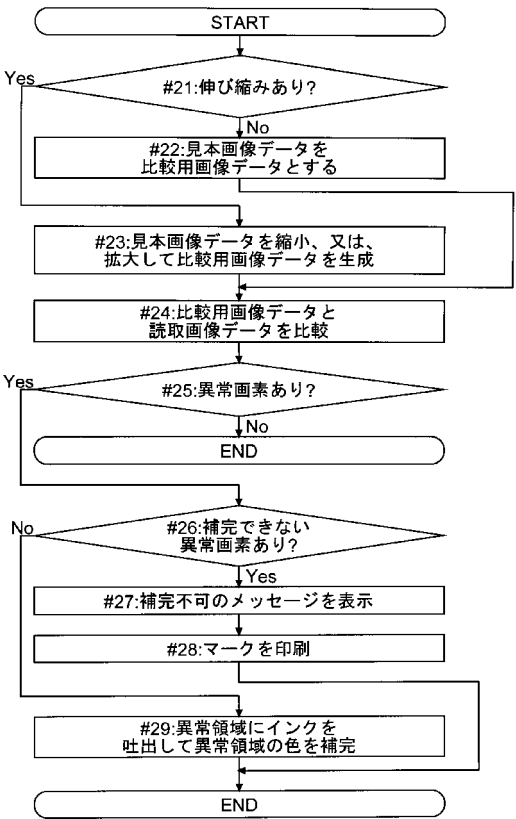 START
Yes
#21:伸び縮みあり?
No
#22:見本画像データを
比較用画像データとする
#23:見本画像データを縮小、又は、
拡大して比較用画像データを生成
#24:比較用画像データと
読取画像データを比較
Yes
#25:異常画素あり?
No
END
No
#26:補完できない
異常画素あり?
Yes
#27:補完不可のメッセージを表示
#28:マークを印刷
#29:異常領域にインクを
吐出して異常領域の色を補完
END